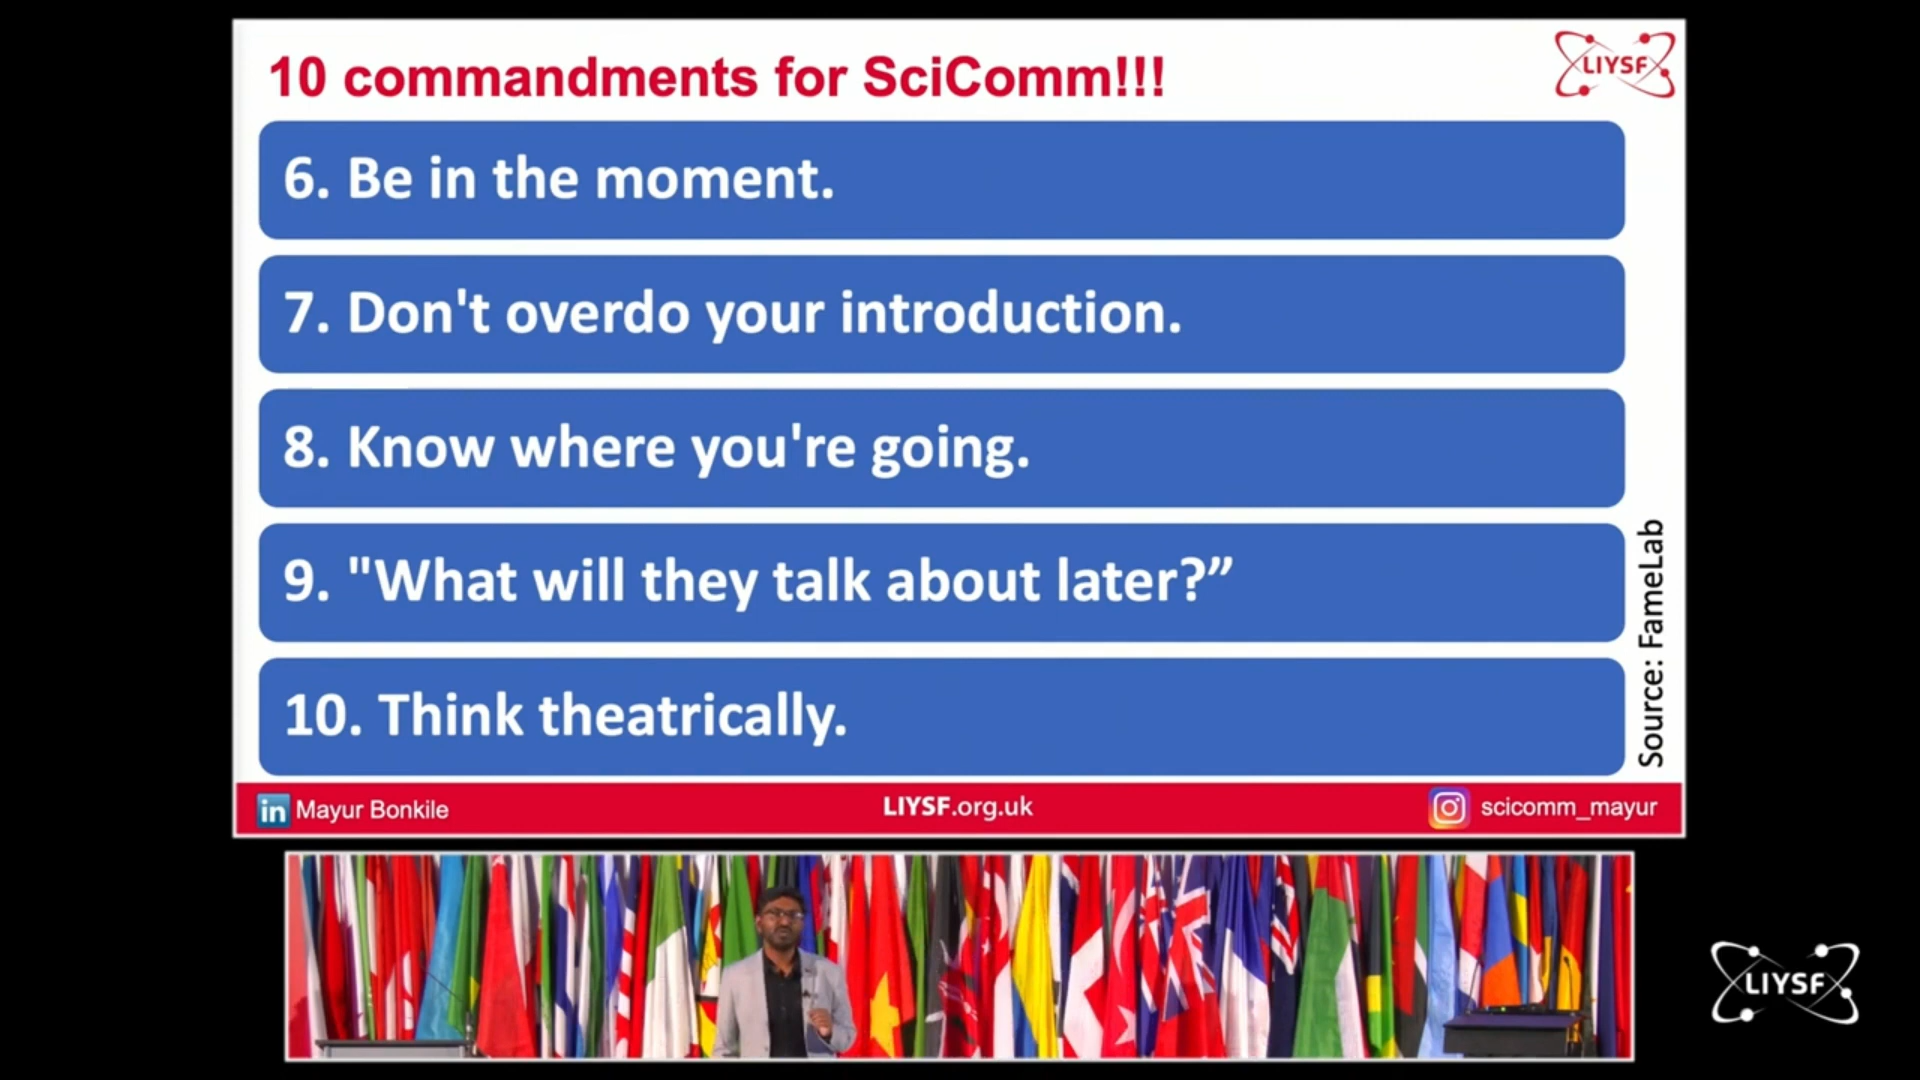 10 commandments for SciComm!!!
LIYSF
6. Be in the moment.
7. Don't overdo your introduction.
8. Know where you're going.
9. "What will they talk about later?”
10. Think theatrically.
Source: FameLab
in Mayur Bonkile
LIYSF.org.uk
scicomm_mayur
LIYSF